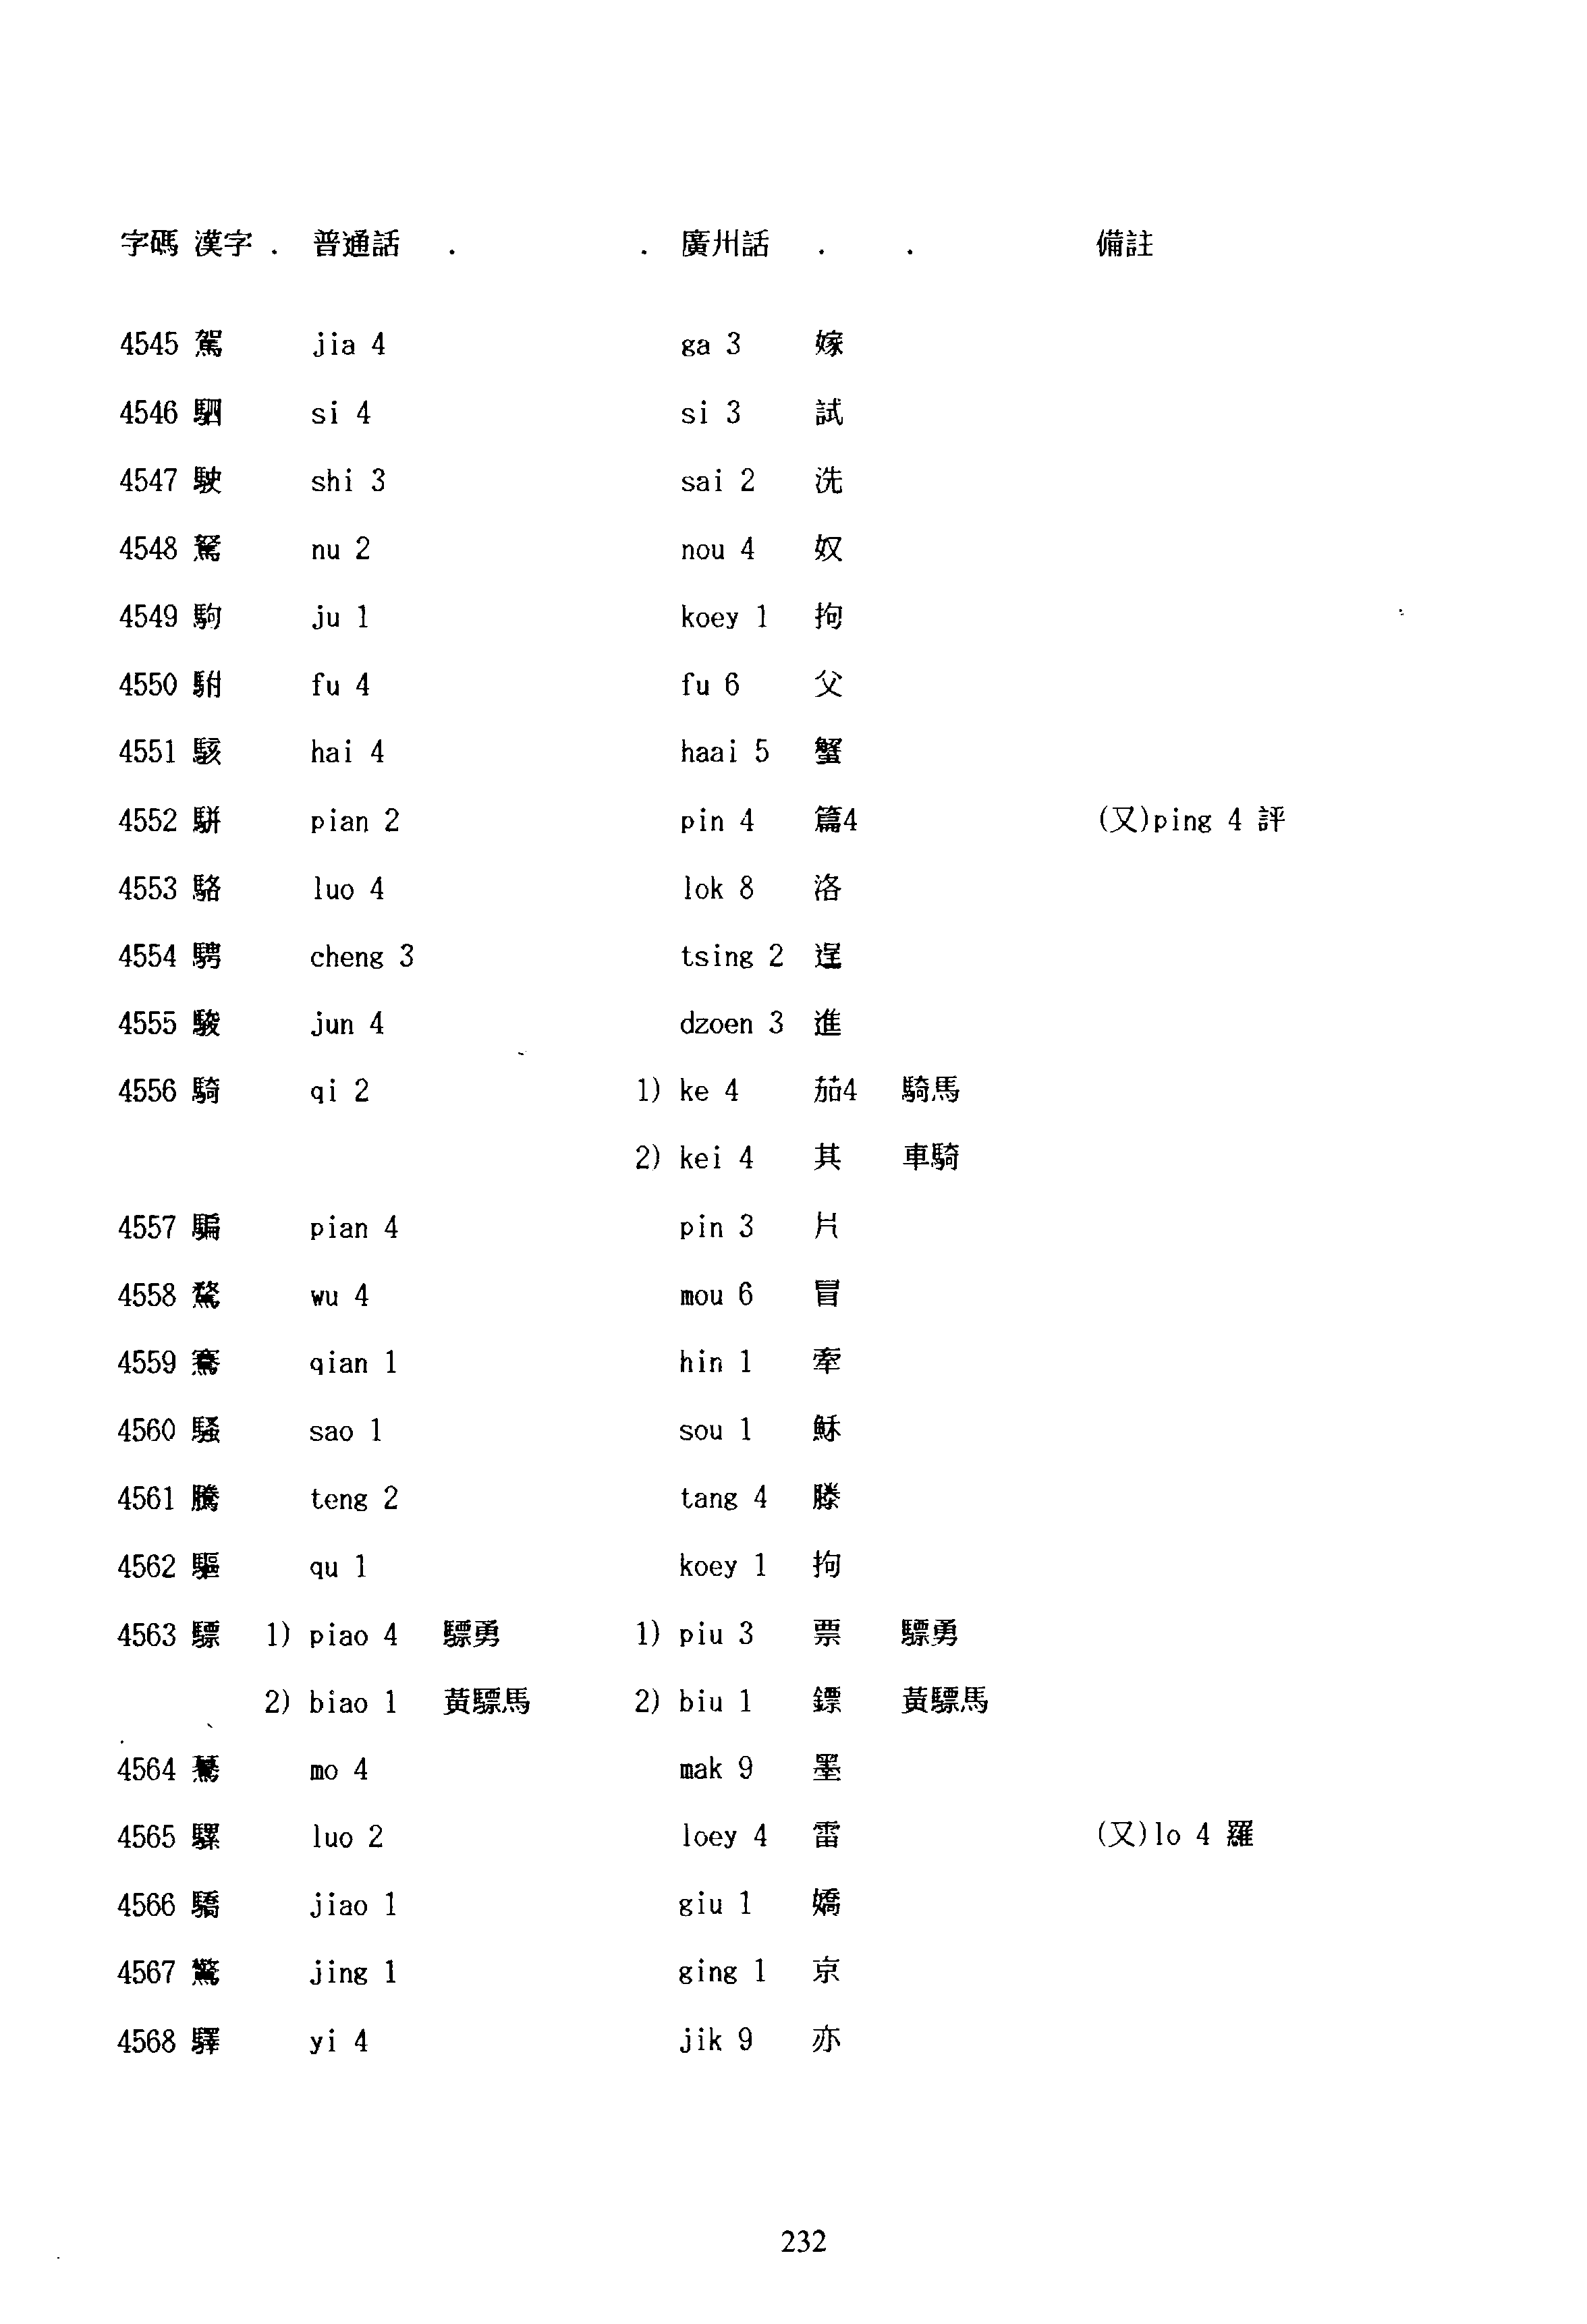 字碼 漢字 . 普通話 . . 廣州話 . . 備註
4545 駕 jia 4 ga 3 嫁
4546 駟 si 4 si 3 試
4547 駛 shi 3 sai 2 洗
4548 駑 nu 2 nou 4 奴
4549 駒 ju 1 koey 1 拘
4550 駙 fu 4 fu 6 父
4551 駭 hai 4 haai 5 蟹
4552 駢 pian 2 pin 4 篇4 (又)ping 4 評
4553 駱 luo 4 lok 8 洛
4554 騁 cheng 3 tsing 2 逞
4555 駿 jun 4 dzoen 3 進
4556 騎 qi 2 1) ke 4 茄4 騎馬
2) kei 4 其 車騎
4557 騙 pian 4 pin 3 片
4558 騖 wu 4 mou 6 冒
4559 騫 qian 1 hin 1 牽
4560 騷 sao 1 sou 1 穌
4561 騰 teng 2 tang 4 滕
4562 驅 qu 1 koey 1 拘
4563 驃 1) piao 4 驃勇 1) piu 3 票 驃勇
2) biao 1 黃驃馬 2) biu 1 鏢 黃驃馬
4564 驀 mo 4 mak 9 墨
4565 騾 luo 2 loey 4 雷 (又)lo 4 羅
4566 驕 jiao 1 giu 1 嬌
4567 驚 jing 1 ging 1 京
4568 驛 yi 4 jik 9 亦
232